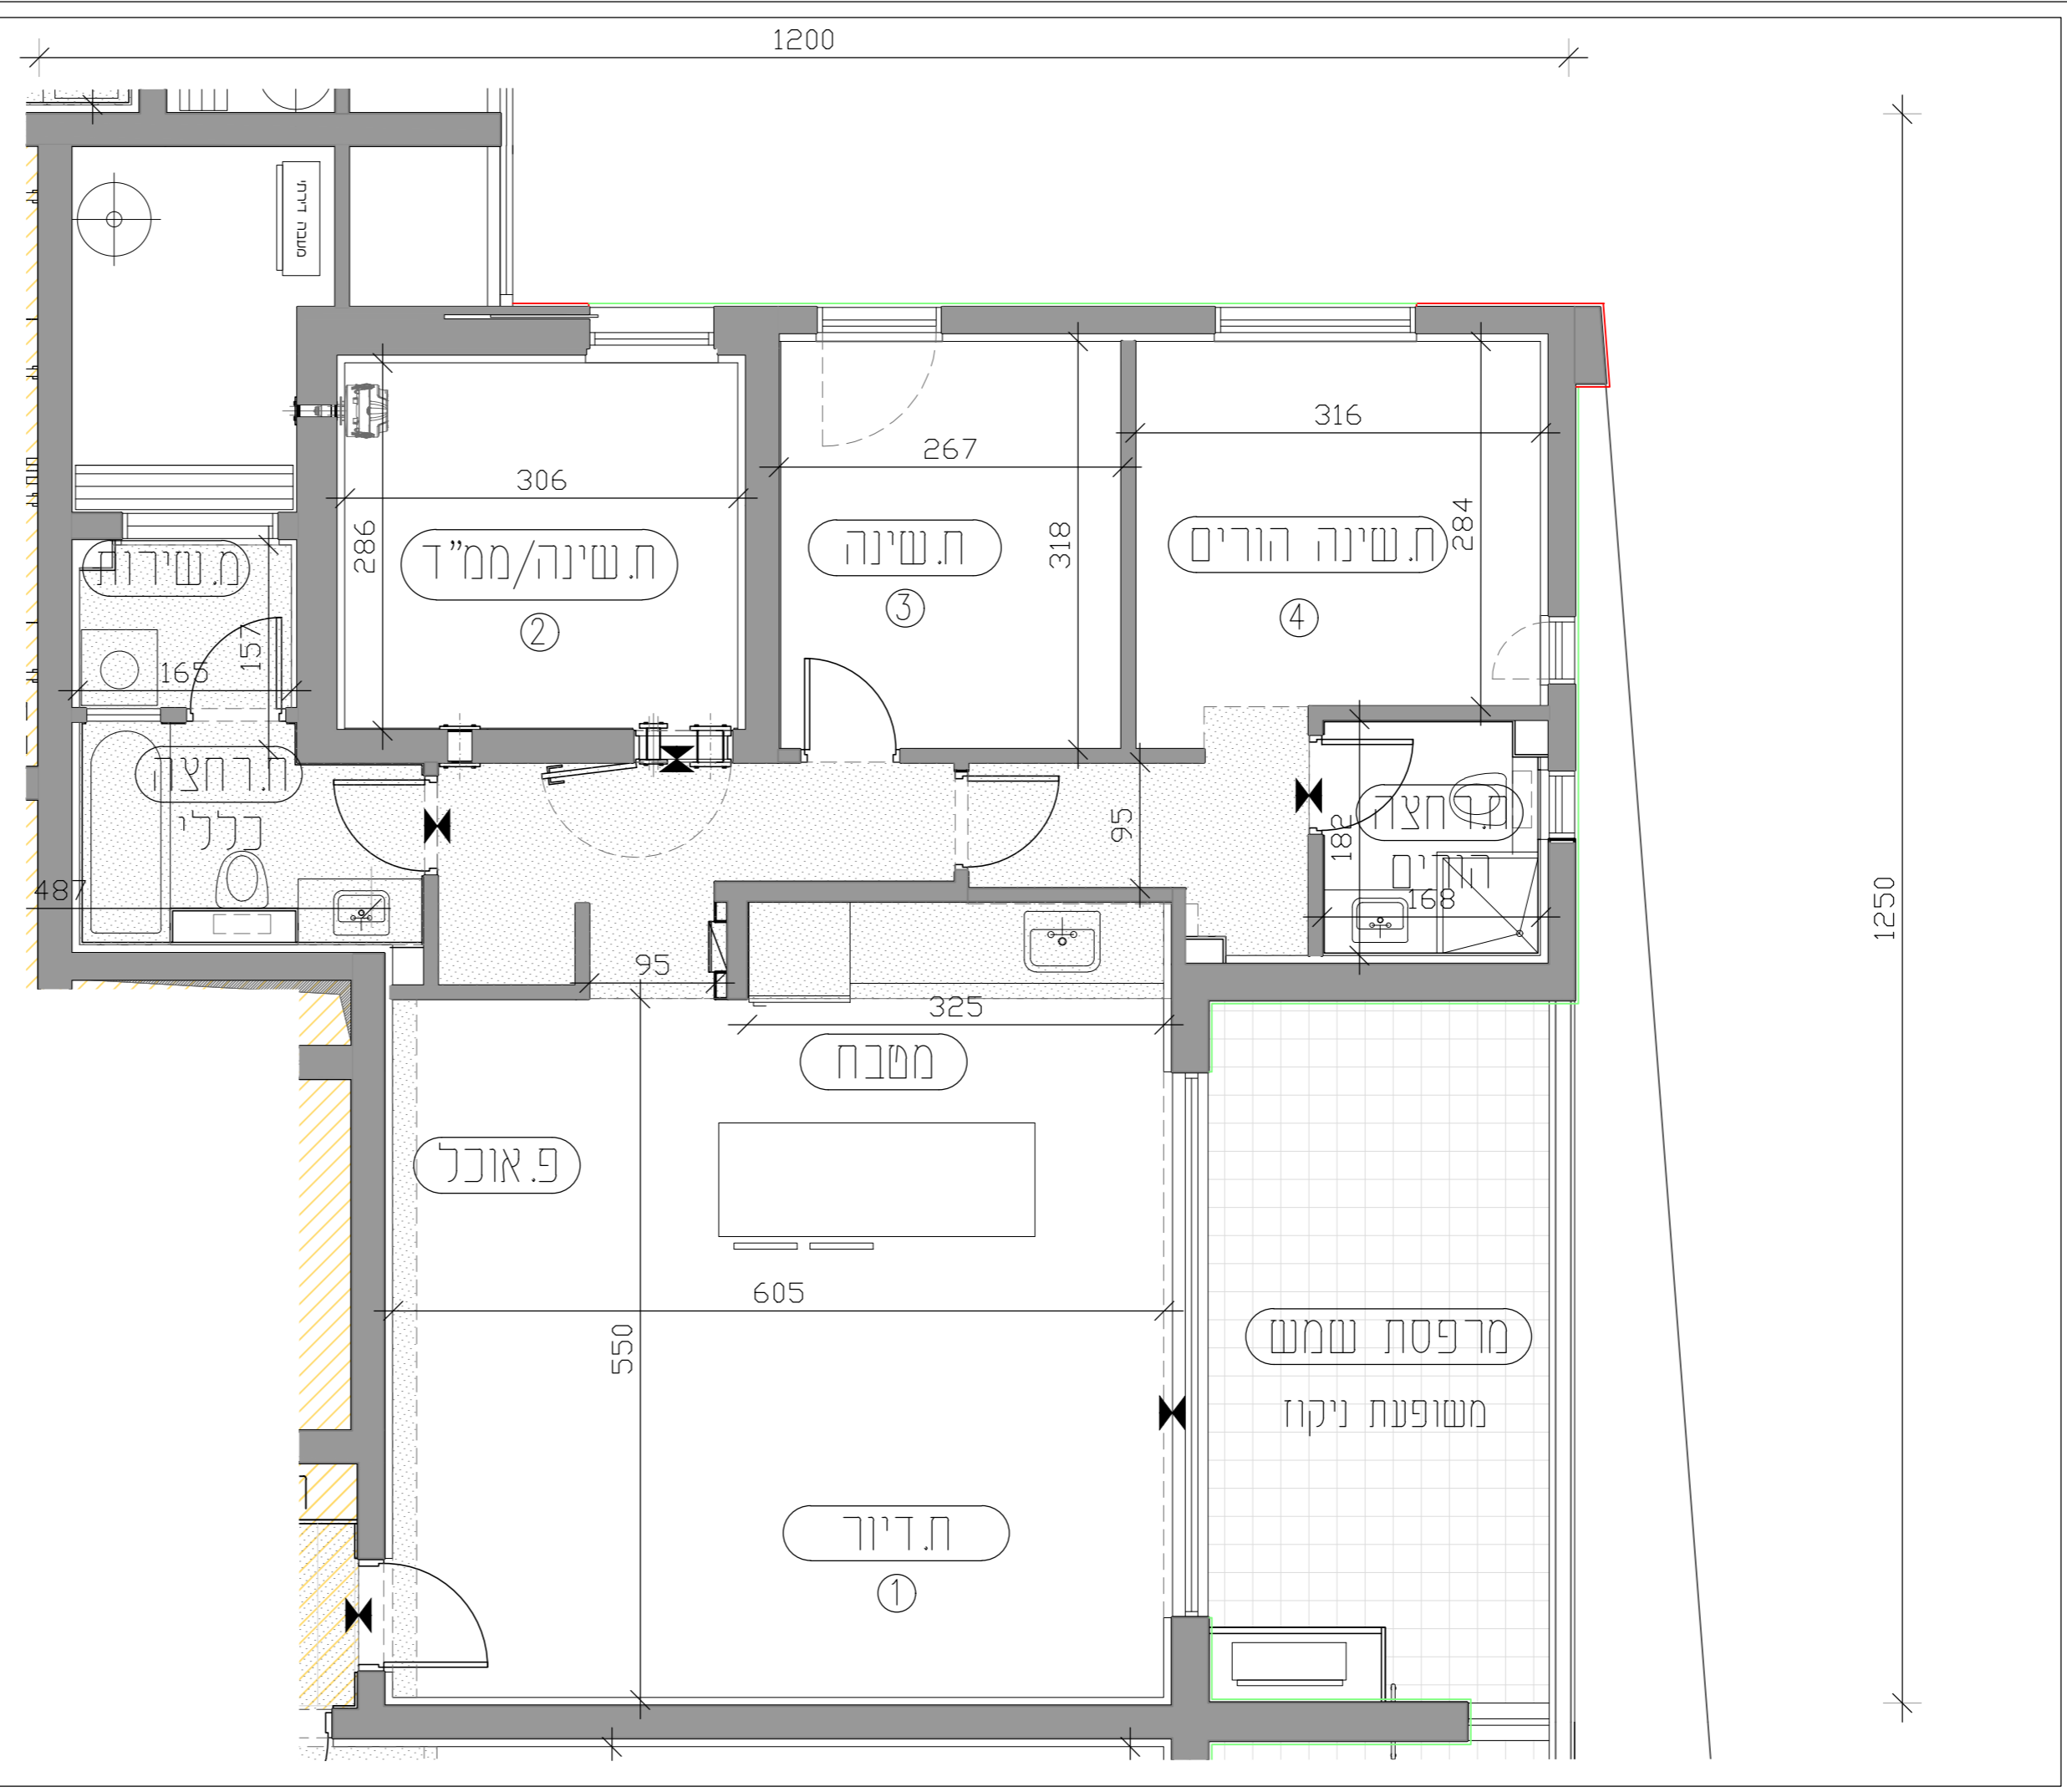 1200
316
267
306
284
318
286
ח.שינה הורים
④
ח.שינה
③
ח.שינה/ממ"ד
②
מ.שירות
157
165
ח.רחצה
כללי
487
ח.רחצה
הורים
182
168
95
95
325
1250
מטבח
פ.אוכל
605
550
מרפסת שמש
משופעת ניקוז
ח.דיור
①